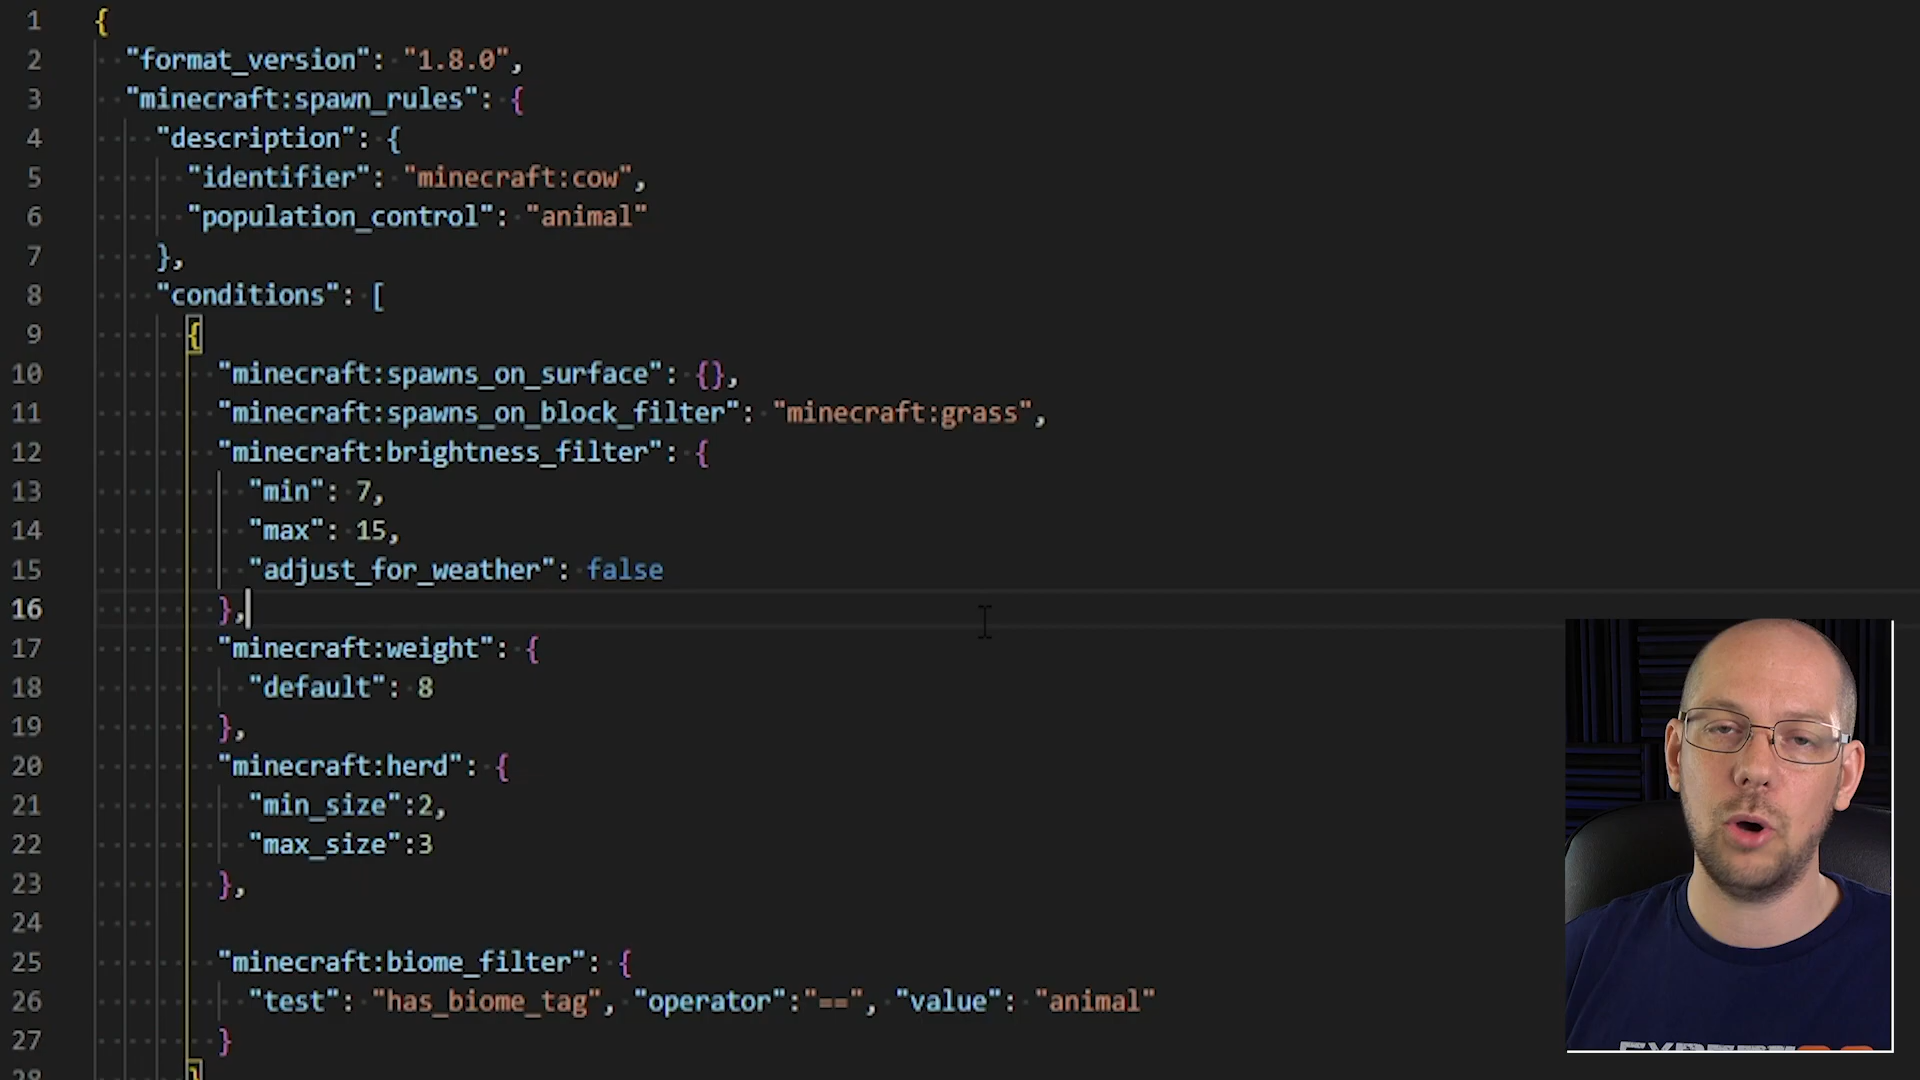 1 {
2 "format_version": "1.8.0",
3 "minecraft:spawn_rules": {
4 "description": {
5 "identifier": "minecraft:cow",
6 "population_control": "animal"
7 },
8 "conditions": [
9 {
10 "minecraft:spawns_on_surface": {},
11 "minecraft:spawns_on_block_filter": "minecraft:grass",
12 "minecraft:brightness_filter": {
13 "min": 7,
14 "max": 15,
15 "adjust_for_weather": false
16 },
17 "minecraft:weight": {
18 "default": 8
19 },
20 "minecraft:herd": {
21 "min_size":2,
22 "max_size":3
23 },
24
25 "minecraft:biome_filter": {
26 "test": "has_biome_tag", "operator":"==", "value": "animal"
27 }
28 }